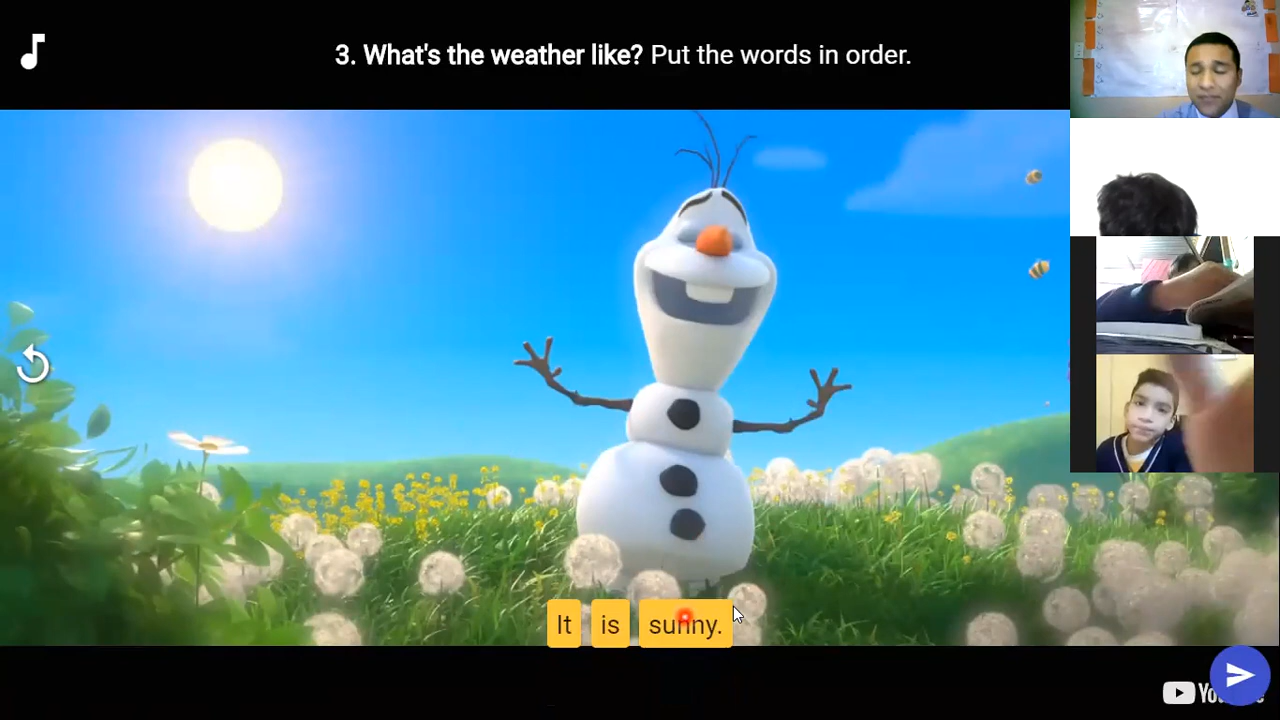 3. What's the weather like? Put the words in order.
It is sunny.